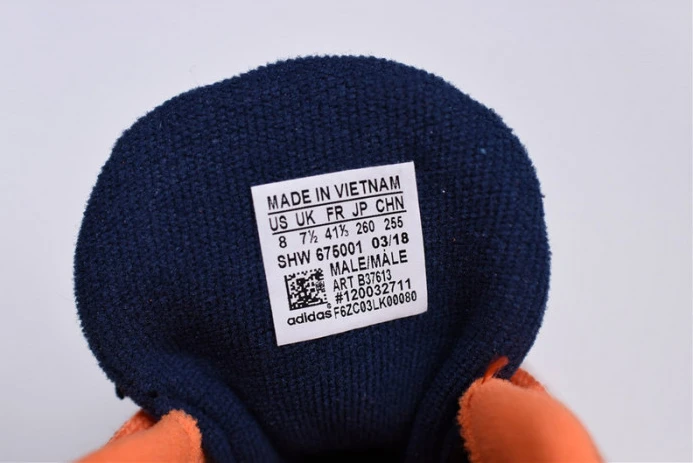 MADE IN VIETNAM
US UK FR JP CHN
8 7½ 41⅓ 260 255
SHW 675001 03/18
MALE/MÂLE
ART B37613
#120032711
adidas® F6ZC03LK00080